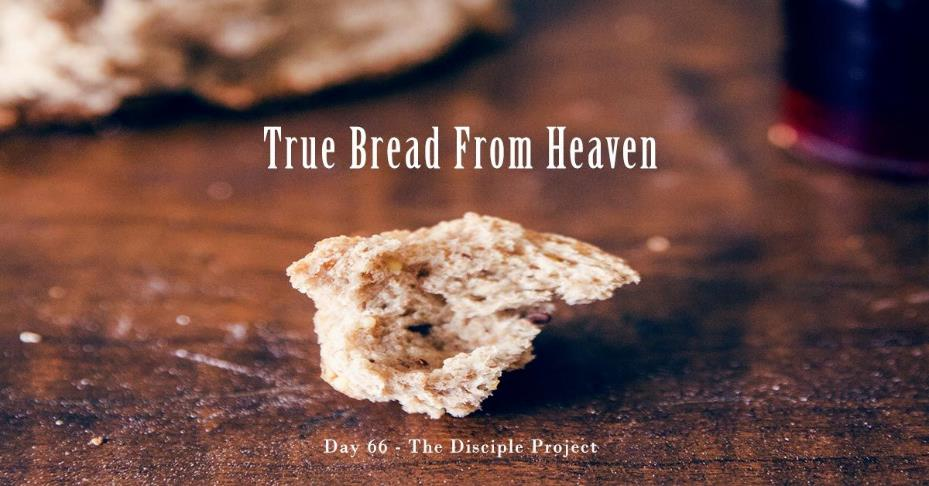 True Bread From Heaven
Day 66 - The Disciple Project